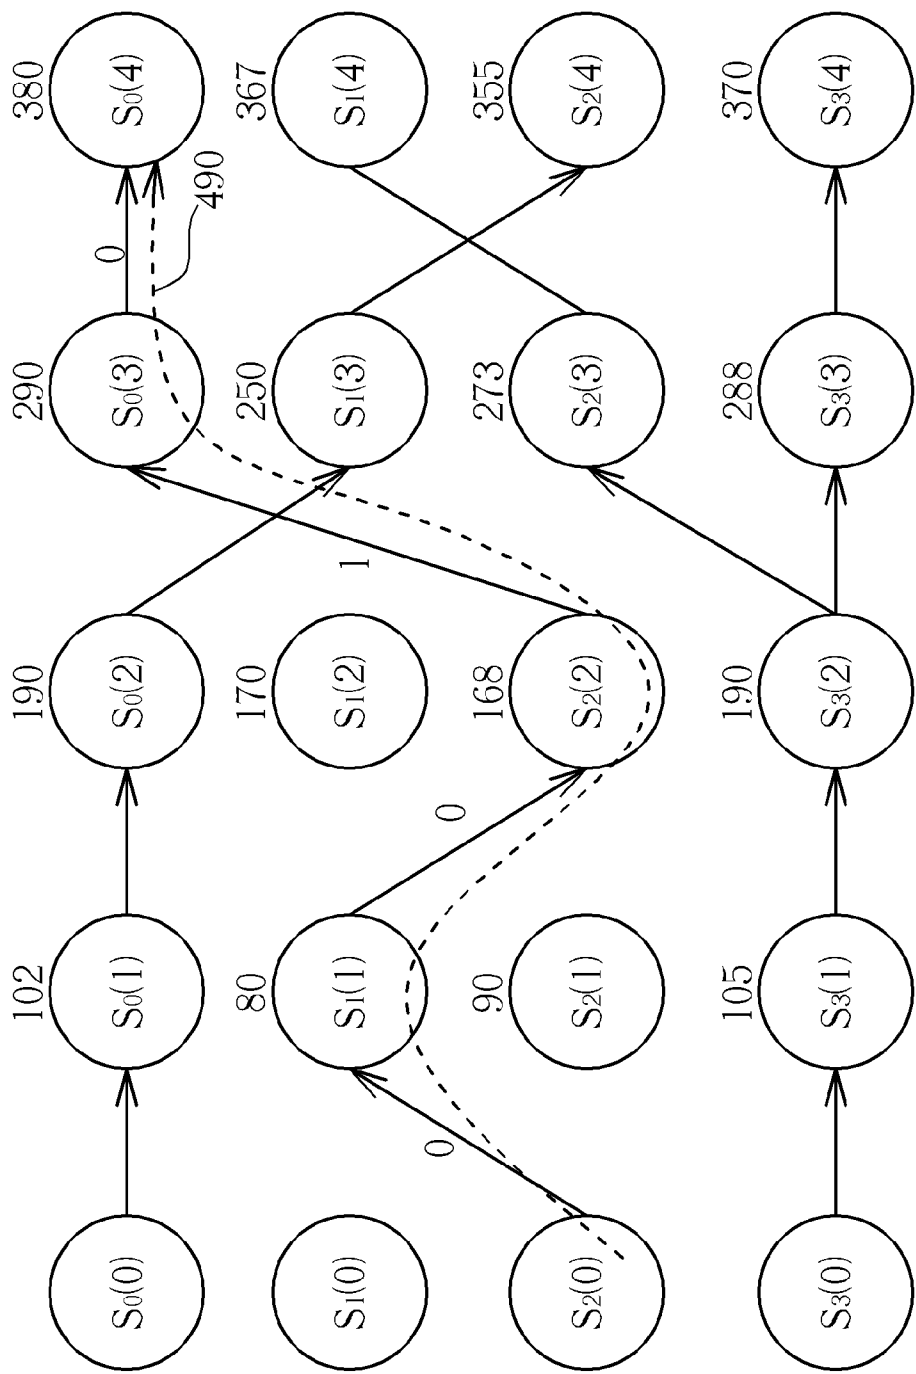 102
190
290
380
S0(0)
S0(1)
S0(2)
S0(3)
0
S0(4)
490
80
170
250
367
S1(0)
S1(1)
S1(2)
1
S1(3)
S1(4)
0
0
90
168
273
355
S2(0)
S2(1)
S2(2)
S2(3)
S2(4)
105
190
288
370
S3(0)
S3(1)
S3(2)
S3(3)
S3(4)